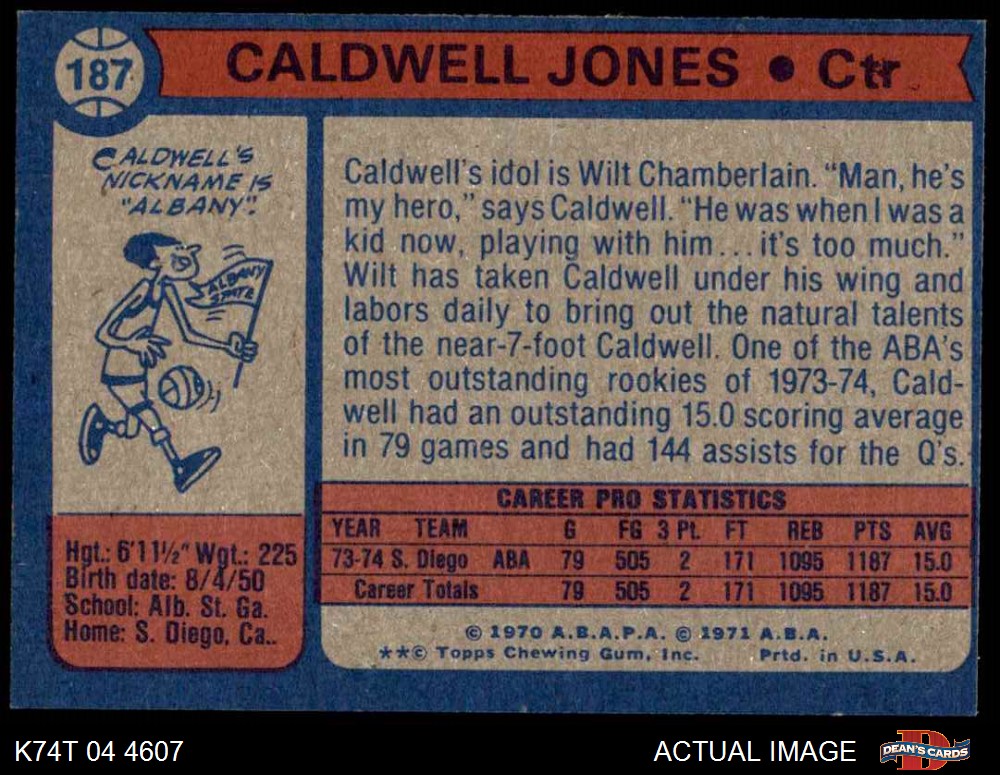 187
CALDWELL JONES • Ctr
CALDWELL'S
NICKNAME IS
"ALBANY".
ALBANY
STATE
Caldwell's idol is Wilt Chamberlain. "Man, he's
my hero," says Caldwell. "He was when I was a
kid now, playing with him...it's too much."
Wilt has taken Caldwell under his wing and
labors daily to bring out the natural talents
of the near-7-foot Caldwell. One of the ABA's
most outstanding rookies of 1973-74, Cald-
well had an outstanding 15.0 scoring average
in 79 games and had 144 assists for the Q's.
Hgt.: 6'11½" Wgt.: 225
Birth date: 8/4/50
School: Alb. St. Ga.
Home: S. Diego, Ca..
CAREER PRO STATISTICS
YEAR TEAM G FG 3 Pt. FT REB PTS AVG
73-74 S. Diego ABA 79 505 2 171 1095 1187 15.0
Career Totals 79 505 2 171 1095 1187 15.0
© 1970 A.B.A.P.A. © 1971 A.B.A.
**© Topps Chewing Gum, Inc. Prtd. in U.S.A.
K74T 04 4607
ACTUAL IMAGE
DEAN'S CARDS